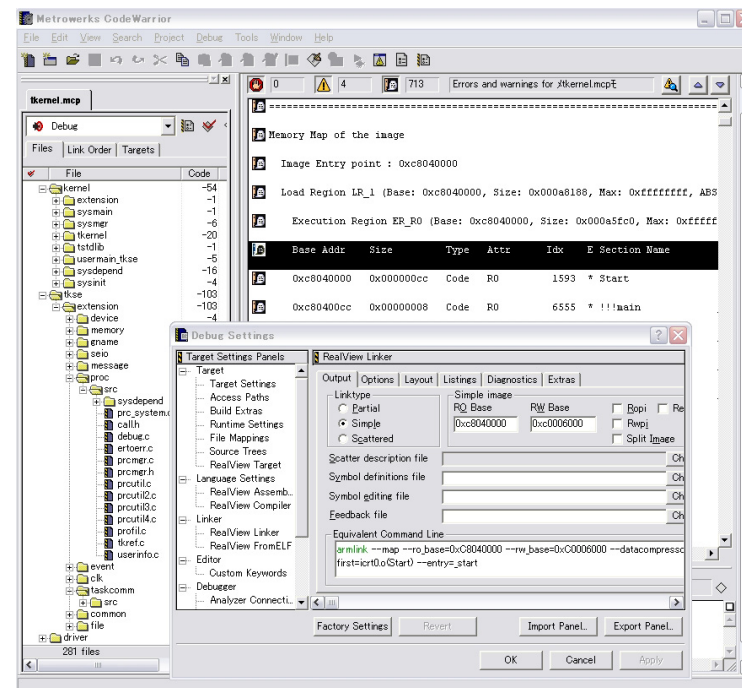 Metrowerks CodeWarrior
File Edit View Search Project Debug Tools Window Help
tkernel.mcp
Debug
Files Link Order Targets
File Code
kernel -54
extension -1
sysmain -1
sysmgr -6
tkernel -20
tstdlib -1
usermain_tkse -5
sysdepend -16
sysinit -4
tkse -103
extension -103
device -4
memory
gname
seio
message
proc
src
sysdepend
prc_system.c
call.h
debug.c
ertoerr.c
prcmgr.c
prcmgr.h
prcutil.c
prcutil2.c
prcutil3.c
prcutil4.c
profil.c
tkref.c
userinfo.c
event
clk
taskcomm
src
common
file
driver
281 files
0 4 713 Errors and warnings for
Memory Map of the image
Image Entry point : 0xc8040000
Load Region LR_1 (Base: 0xc8040000, Size: 0x000a8188, Max: 0xffffffff, ABS
Execution Region ER_RO (Base: 0xc8040000, Size: 0x000a5fc0, Max: 0xfffff
Base Addr Size Type Attr Idx E Section Name
0xc8040000 0x000000cc Code RO 1593 * Start
0xc80400cc 0x00000008 Code RO 6555 * !!!main
Debug Settings
Target Settings Panels
Target
Target Settings
Access Paths
Build Extras
Runtime Settings
File Mappings
Source Trees
RealView Target
Language Settings
RealView Assemb...
RealView Compiler
Linker
RealView Linker
RealView FromELF
Editor
Custom Keywords
Debugger
Analyzer Connecti...
RealView Linker
Output Options Layout Listings Diagnostics Extras
Linktype
Partial
Simple
Scattered
Simple image
RO Base RW Base
0xc8040000 0xc0006000
Ropi Re
Rwpi
Split Image
Scatter description file Ch
Symbol definitions file Ch
Symbol editing file Ch
Feedback file Ch
Equivalent Command Line
armlink --map --ro_base=0xC8040000 --rw_base=0xC0006000 --datacompressc
first=icrt0.o(Start) --entry=_start
Factory Settings Revert Import Panel... Export Panel...
OK Cancel Apply